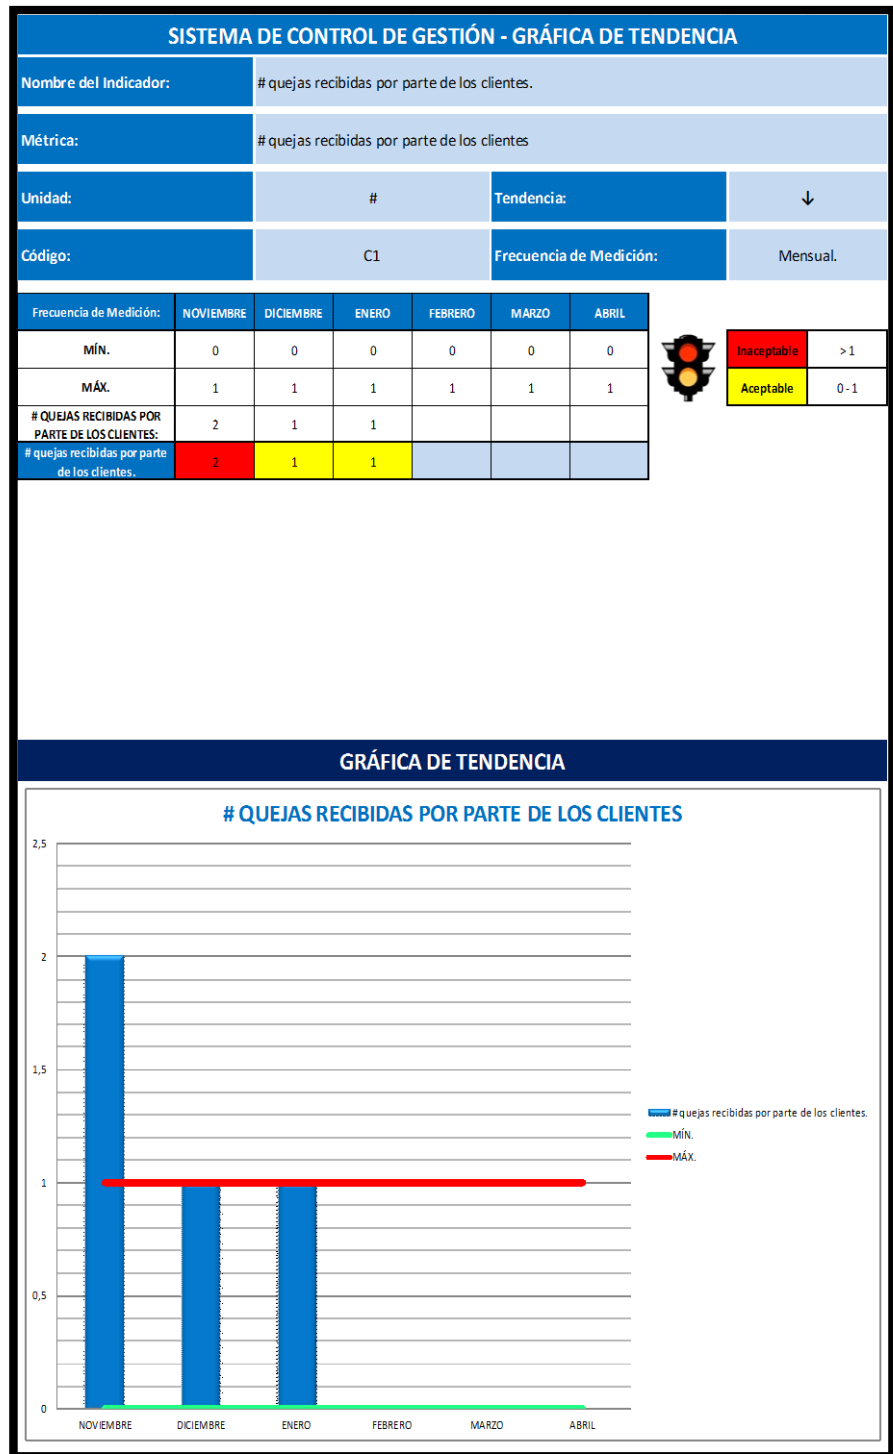 SISTEMA DE CONTROL DE GESTIÓN - GRÁFICA DE TENDENCIA
Nombre del Indicador: # quejas recibidas por parte de los clientes.
Métrica: # quejas recibidas por parte de los clientes
Unidad: # Tendencia: ↓
Código: C1 Frecuencia de Medición: Mensual.
Frecuencia de Medición: NOVIEMBRE DICIEMBRE ENERO FEBRERO MARZO ABRIL
MÍN. 0 0 0 0 0 0
Inaceptable > 1
MÁX. 1 1 1 1 1 1
Aceptable 0 - 1
# QUEJAS RECIBIDAS POR
PARTE DE LOS CLIENTES: 2 1 1
# quejas recibidas por parte
de los clientes. 2 1 1
GRÁFICA DE TENDENCIA
# QUEJAS RECIBIDAS POR PARTE DE LOS CLIENTES
2,5
2
1,5
1
0,5
0
NOVIEMBRE DICIEMBRE ENERO FEBRERO MARZO ABRIL
# quejas recibidas por parte de los clientes.
MÍN.
MÁX.